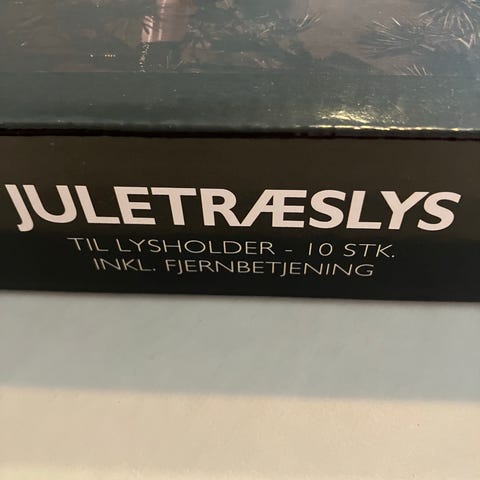 JULETRÆSLYS
TIL LYSHOLDER - 10 STK.
INKL. FJERNBETJENING